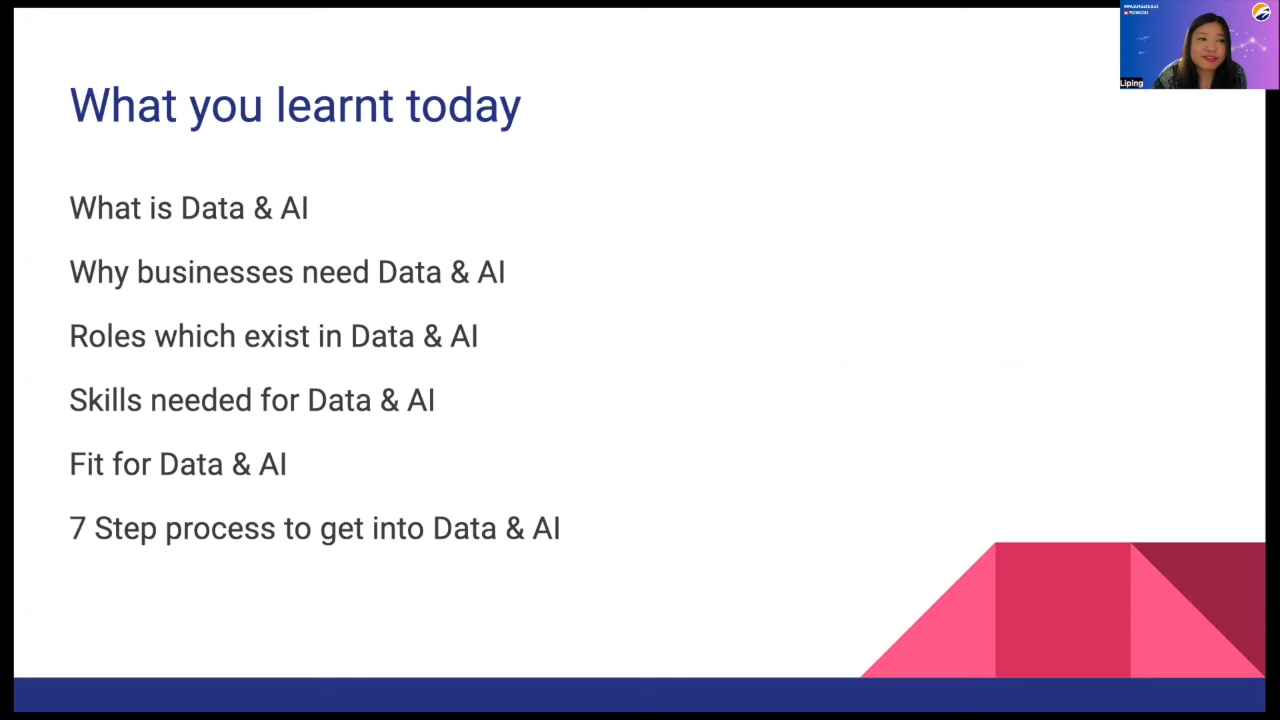 What you learnt today
What is Data & AI
Why businesses need Data & AI
Roles which exist in Data & AI
Skills needed for Data & AI
Fit for Data & AI
7 Step process to get into Data & AI
Liping